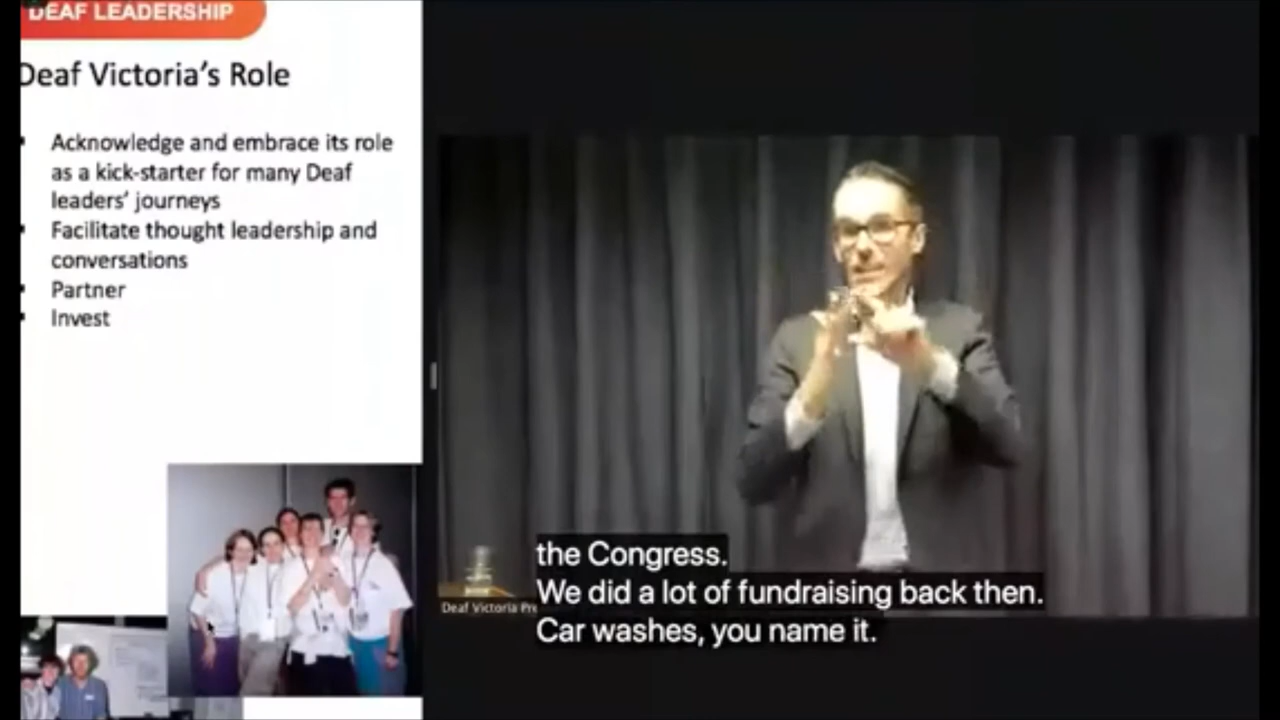 DEAF LEADERSHIP
Deaf Victoria's Role
Acknowledge and embrace its role
as a kick-starter for many Deaf
leaders' journeys
Facilitate thought leadership and
conversations
Partner
Invest
the Congress.
We did a lot of fundraising back then.
Car washes, you name it.
Deaf Victoria